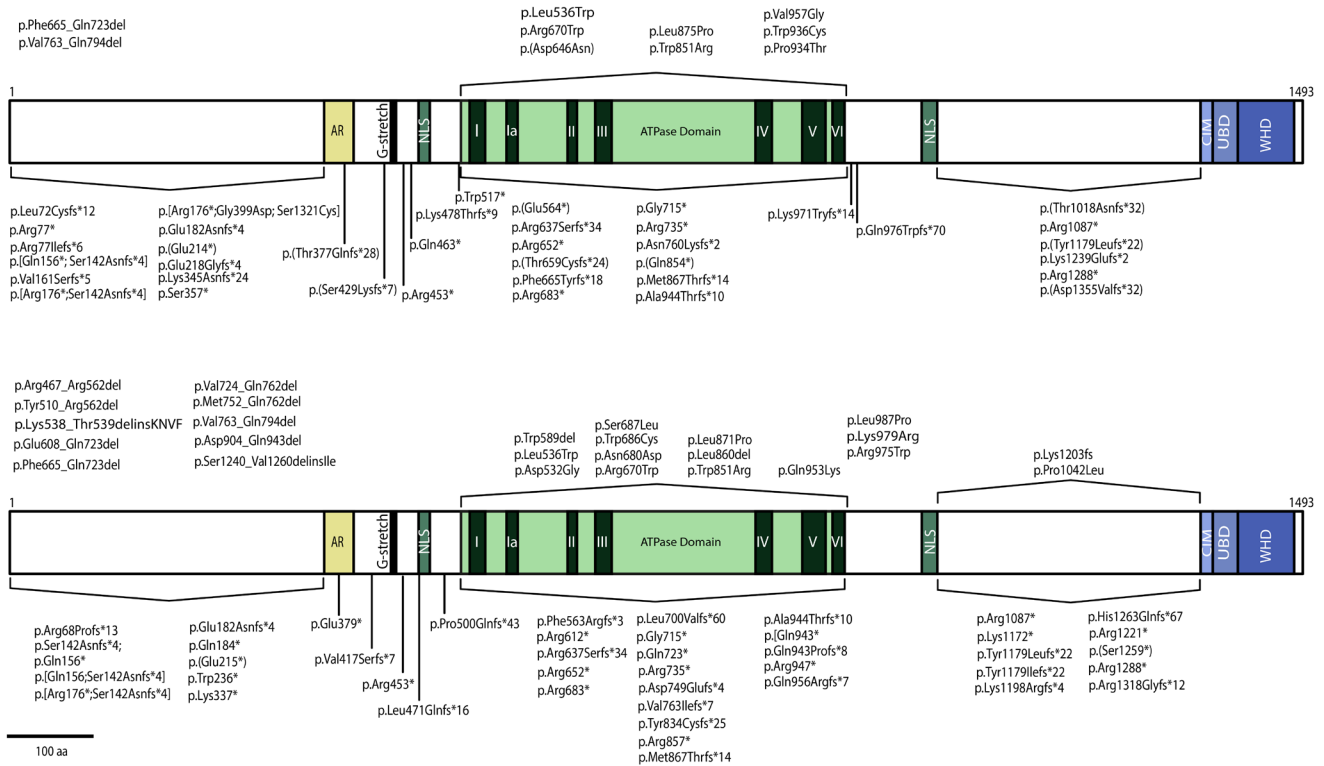 p.Phe665_Gln723del
p.Val763_Gln794del
p.Leu536Trp
p.Arg670Trp
p.(Asp646Asn)
p.Leu875Pro
p.Trp851Arg
p.Val957Gly
p.Trp936Cys
p.Pro934Thr
1
1493
AR
G-stretch
NLS
I
Ia
II
III
ATPase Domain
IV
V
VI
NLS
CIM
UBD
WHD
p.Leu72Cysfs*12
p.Arg77*
p.Arg77Ilefs*6
p.[Gln156*; Ser142Asnfs*4]
p.Val161Serfs*5
p.[Arg176*;Ser142Asnfs*4]
p.[Arg176*;Gly399Asp; Ser1321Cys]
p.Glu182Asnfs*4
p.(Glu214*)
p.Glu218Glyfs*4
p.Lys345Asnfs*24
p.Ser357*
p.(Thr377Glnfs*28)
p.(Ser429Lysfs*7)
p.Arg453*
p.Gln463*
p.Lys478Thrfs*9
p.Trp517*
p.(Glu564*)
p.Arg637Serfs*34
p.Arg652*
p.(Thr659Cysfs*24)
p.Phe665Tyrfs*18
p.Arg683*
p.Gly715*
p.Arg735*
p.Asn760Lysfs*2
p.(Gln854*)
p.Met867Thrfs*14
p.Ala944Thrfs*10
p.Lys971Tryfs*14
p.Gln976Trpfs*70
p.(Thr1018Asnfs*32)
p.Arg1087*
p.(Tyr1179Leufs*22)
p.Lys1239Glufs*2
p.Arg1288*
p.(Asp1355Valfs*32)
p.Arg467_Arg562del
p.Tyr510_Arg562del
p.Lys538_Thr539delinsKNVF
p.Glu608_Gln723del
p.Phe665_Gln723del
p.Val724_Gln762del
p.Met752_Gln762del
p.Val763_Gln794del
p.Asp904_Gln943del
p.Ser1240_Val1260delinsIle
p.Trp589del
p.Leu536Trp
p.Asp532Gly
p.Ser687Leu
p.Trp686Cys
p.Asn680Asp
p.Arg670Trp
p.Leu871Pro
p.Leu860del
p.Trp851Arg
p.Gln953Lys
p.Leu987Pro
p.Lys979Arg
p.Arg975Trp
p.Lys1203fs
p.Pro1042Leu
1
1493
AR
G-stretch
NLS
I
Ia
II
III
ATPase Domain
IV
V
VI
NLS
CIM
UBD
WHD
p.Arg68Profs*13
p.Ser142Asnfs*4;
p.Gln156*
p.[Gln156;Ser142Asnfs*4]
p.[Arg176*;Ser142Asnfs*4]
p.Glu182Asnfs*4
p.Gln184*
p.(Glu215*)
p.Trp236*
p.Lys337*
p.Glu379*
p.Val417Serfs*7
p.Arg453*
p.Leu471Glnfs*16
p.Pro500Glnfs*43
p.Phe563Argfs*3
p.Arg612*
p.Arg637Serfs*34
p.Arg652*
p.Arg683*
p.Leu700Valfs*60
p.Gly715*
p.Gln723*
p.Arg735*
p.Asp749Glufs*4
p.Val763Ilefs*7
p.Tyr834Cysfs*25
p.Arg857*
p.Met867Thrfs*14
p.Ala944Thrfs*10
p.[Gln943*
p.Gln943Profs*8
p.Arg947*
p.Gln956Argfs*7
p.Arg1087*
p.Lys1172*
p.Tyr1179Leufs*22
p.Tyr1179Ilefs*22
p.Lys1198Argfs*4
p.His1263Glnfs*67
p.Arg1221*
p.(Ser1259*)
p.Arg1288*
p.Arg1318Glyfs*12
100 aa